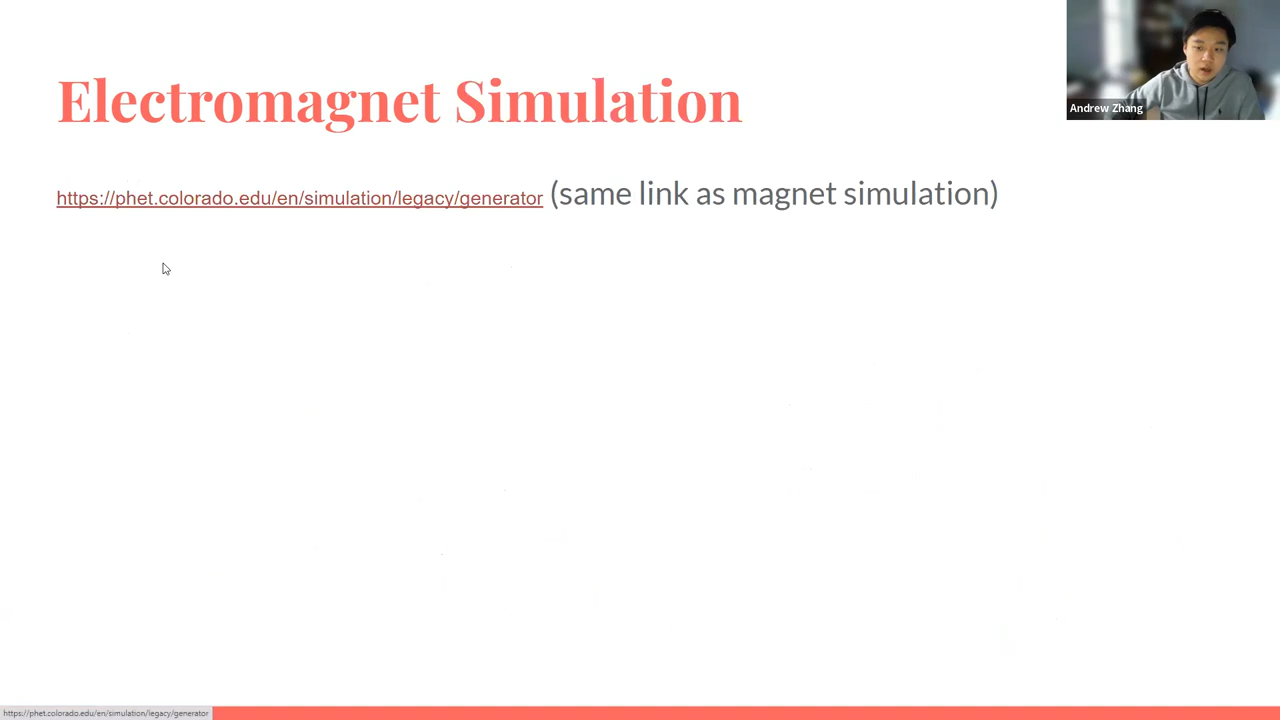 Electromagnet Simulation
https://phet.colorado.edu/en/simulation/legacy/generator (same link as magnet simulation)
Andrew Zhang
https://phet.colorado.edu/en/simulation/legacy/generator